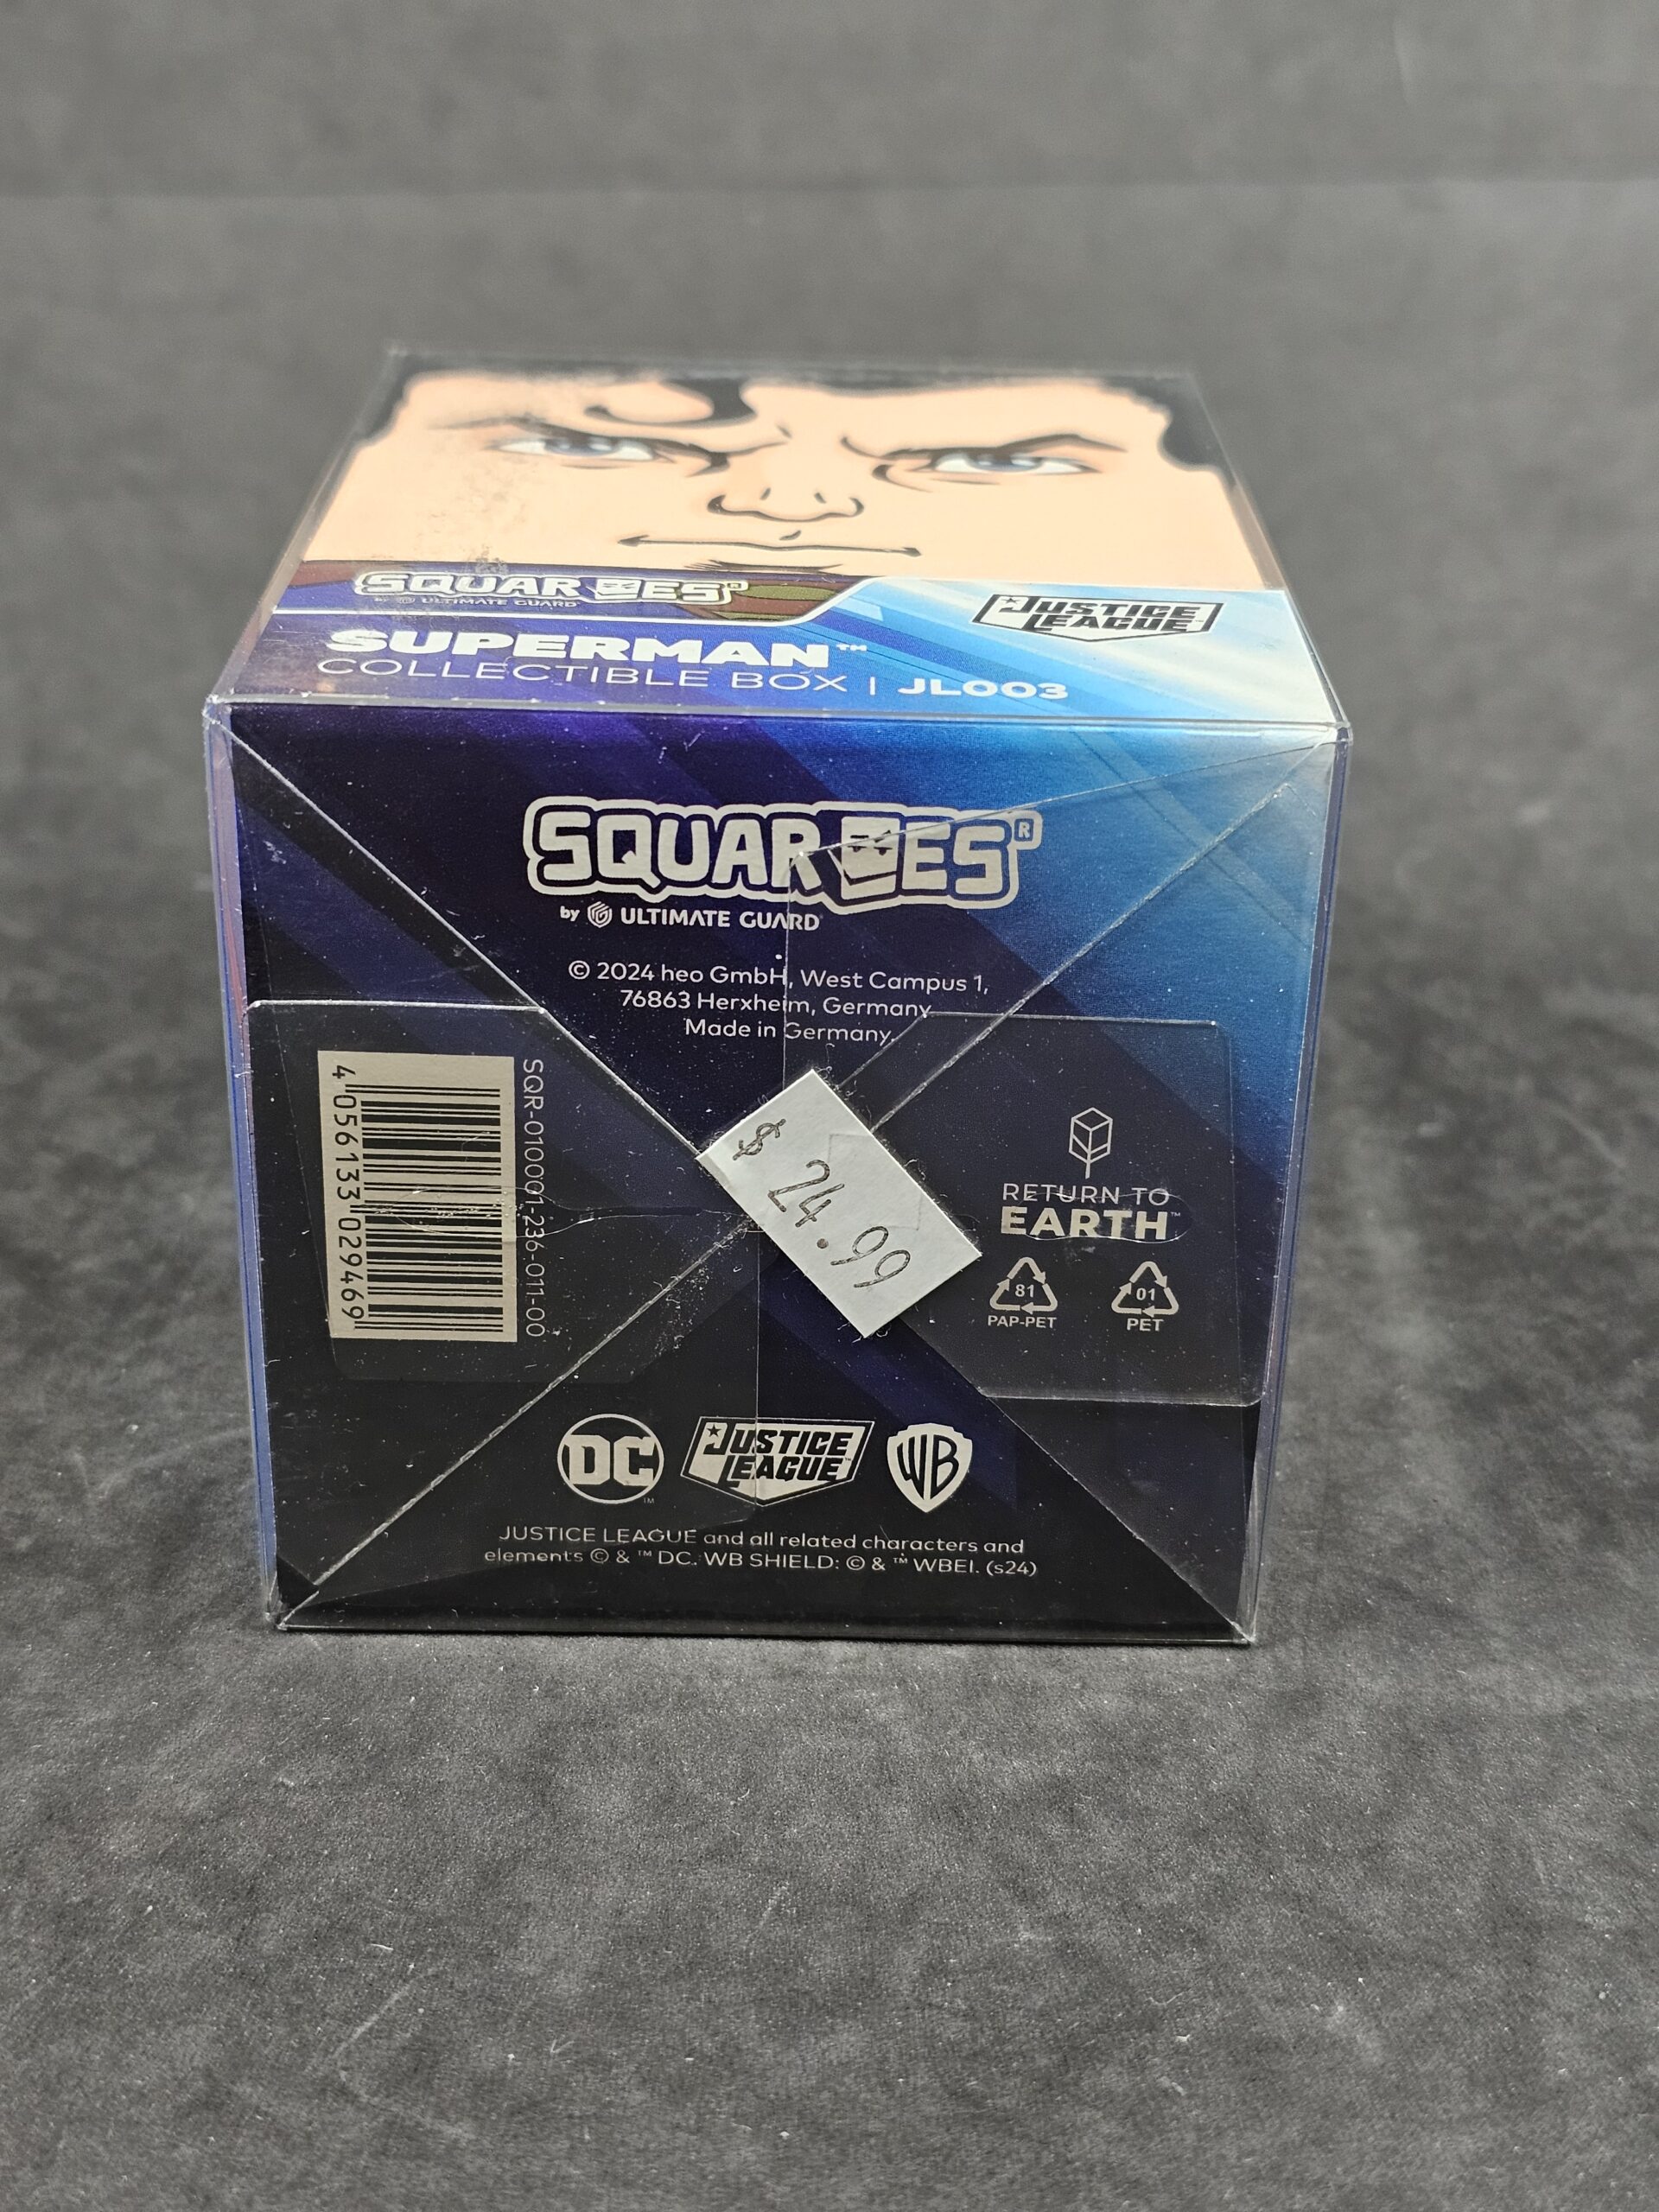 SQUAROES®
by ULTIMATE GUARD
JUSTICE
LEAGUE
SUPERMAN™
COLLECTIBLE BOX | JL003
SQUAROES®
by ULTIMATE GUARD
© 2024 heo GmbH, West Campus 1,
76863 Herxheim, Germany
Made in Germany.
4 056133 029469
SQR-010001-236-011-00
$ 24.99
RETURN TO
EARTH™
81
PAP-PET
01
PET
DC™
JUSTICE
LEAGUE™
WB
JUSTICE LEAGUE and all related characters and
elements © & ™ DC. WB SHIELD: © & ™ WBEI. (s24)